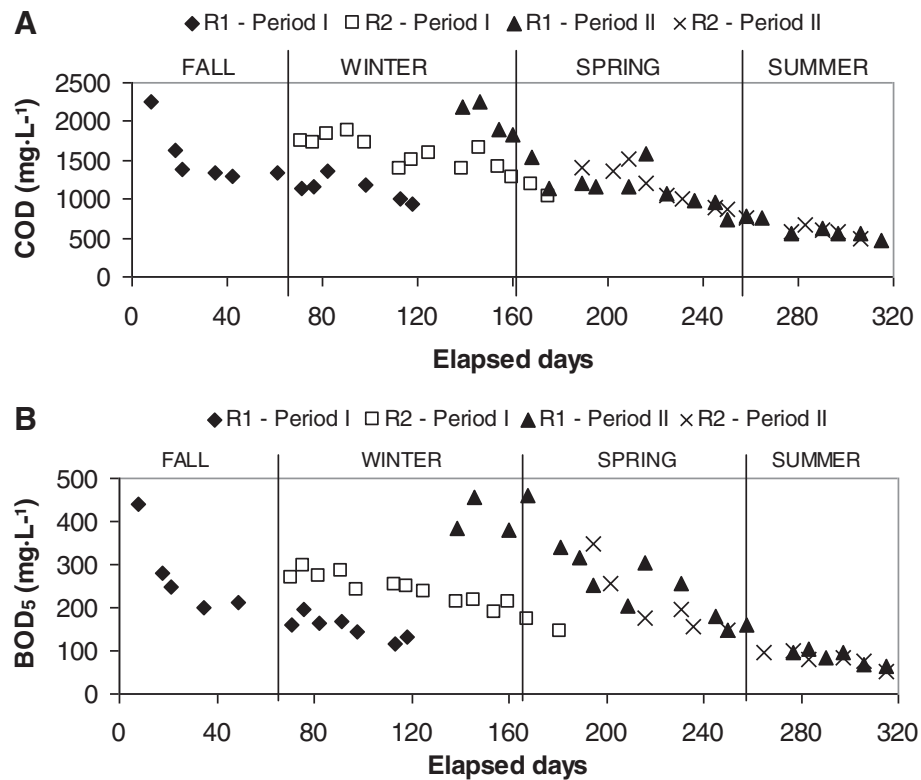 A
R1 - Period I R2 - Period I R1 - Period II R2 - Period II
FALL WINTER SPRING SUMMER
2500
2000
1500
1000
500
0
COD (mg·L⁻¹)
0 40 80 120 160 200 240 280 320
Elapsed days
B
R1 - Period I R2 - Period I R1 - Period II R2 - Period II
FALL WINTER SPRING SUMMER
500
400
300
200
100
0
BOD₅ (mg·L⁻¹)
0 40 80 120 160 200 240 280 320
Elapsed days